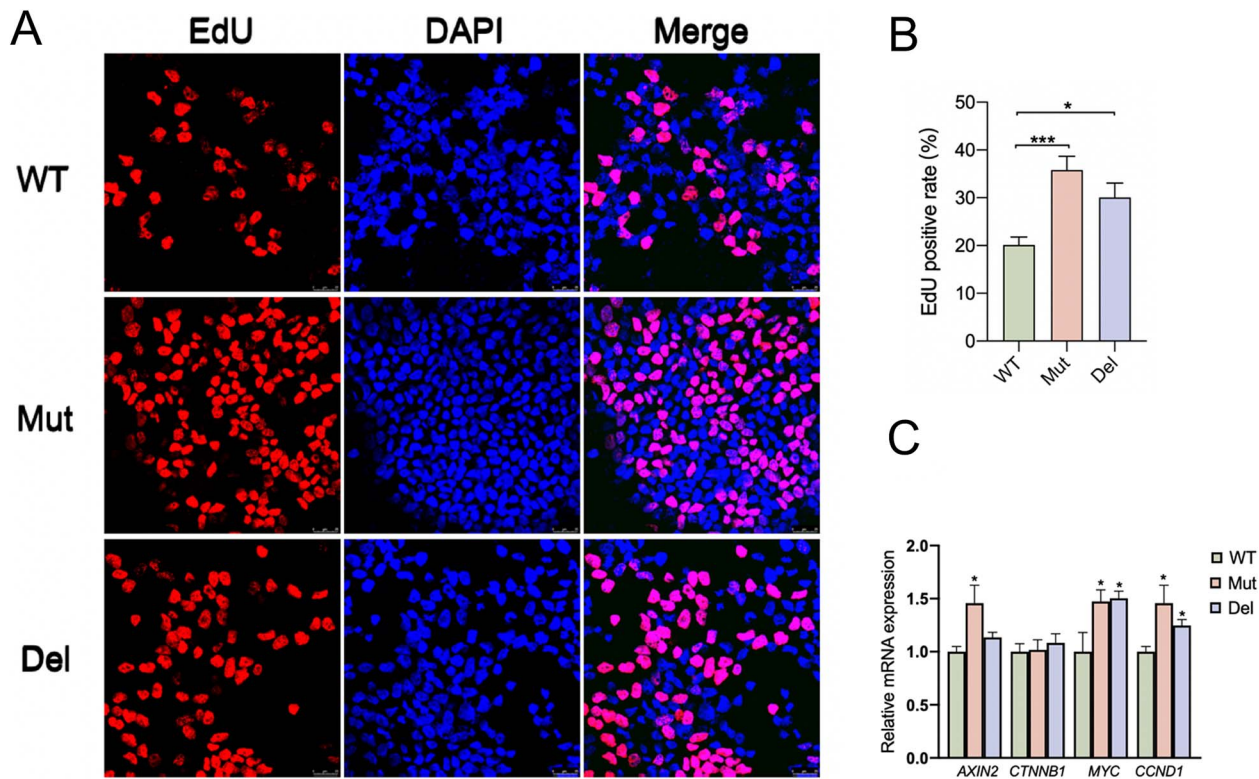 A
EdU DAPI Merge
WT
Mut
Del
B
EdU positive rate (%)
50
40
30
20
10
0
*
***
WT Mut Del
C
Relative mRNA expression
2.0
1.5
1.0
0.5
0.0
* * * * *
AXIN2 CTNNB1 MYC CCND1
WT
Mut
Del